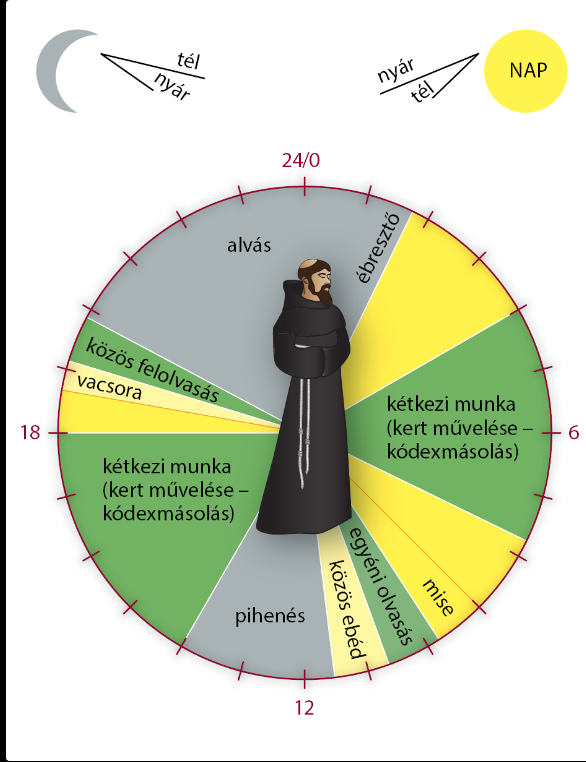 tél
nyár
nyár
tél
NAP
24/0
alvás
ébresztő
közös felolvasás
vacsora
kétkezi munka
(kert művelése –
kódexmásolás)
18
6
kétkezi munka
(kert művelése –
kódexmásolás)
egyéni olvasás
mise
közös ebéd
pihenés
12